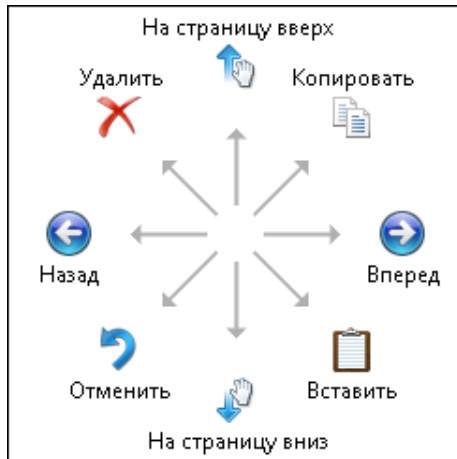 На страницу вверх
Удалить
Копировать
Назад
Вперед
Отменить
Вставить
На страницу вниз